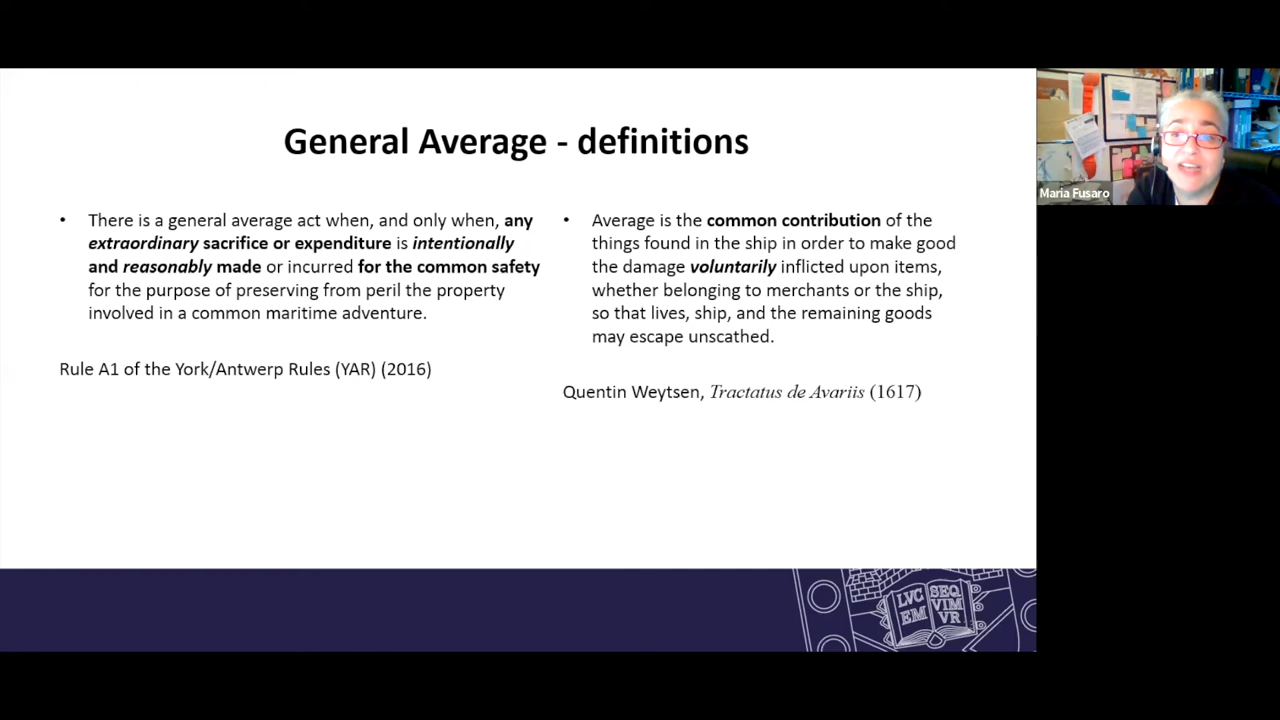 General Average - definitions
• There is a general average act when, and only when, any
extraordinary sacrifice or expenditure is intentionally
and reasonably made or incurred for the common safety
for the purpose of preserving from peril the property
involved in a common maritime adventure.
Rule A1 of the York/Antwerp Rules (YAR) (2016)
• Average is the common contribution of the
things found in the ship in order to make good
the damage voluntarily inflicted upon items,
whether belonging to merchants or the ship,
so that lives, ship, and the remaining goods
may escape unscathed.
Quentin Weytsen, Tractatus de Avariis (1617)
Maria Fusaro
LVC
EM
SEQ
VIM
VR